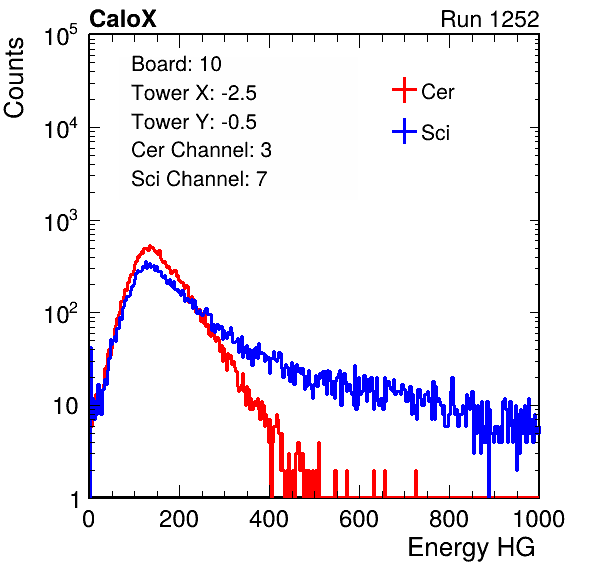 CaloX Run 1252
Counts
10^5
10^4
10^3
10^2
10
1
Board: 10
Tower X: -2.5
Tower Y: -0.5
Cer Channel: 3
Sci Channel: 7
Cer
Sci
0 200 400 600 800 1000
Energy HG